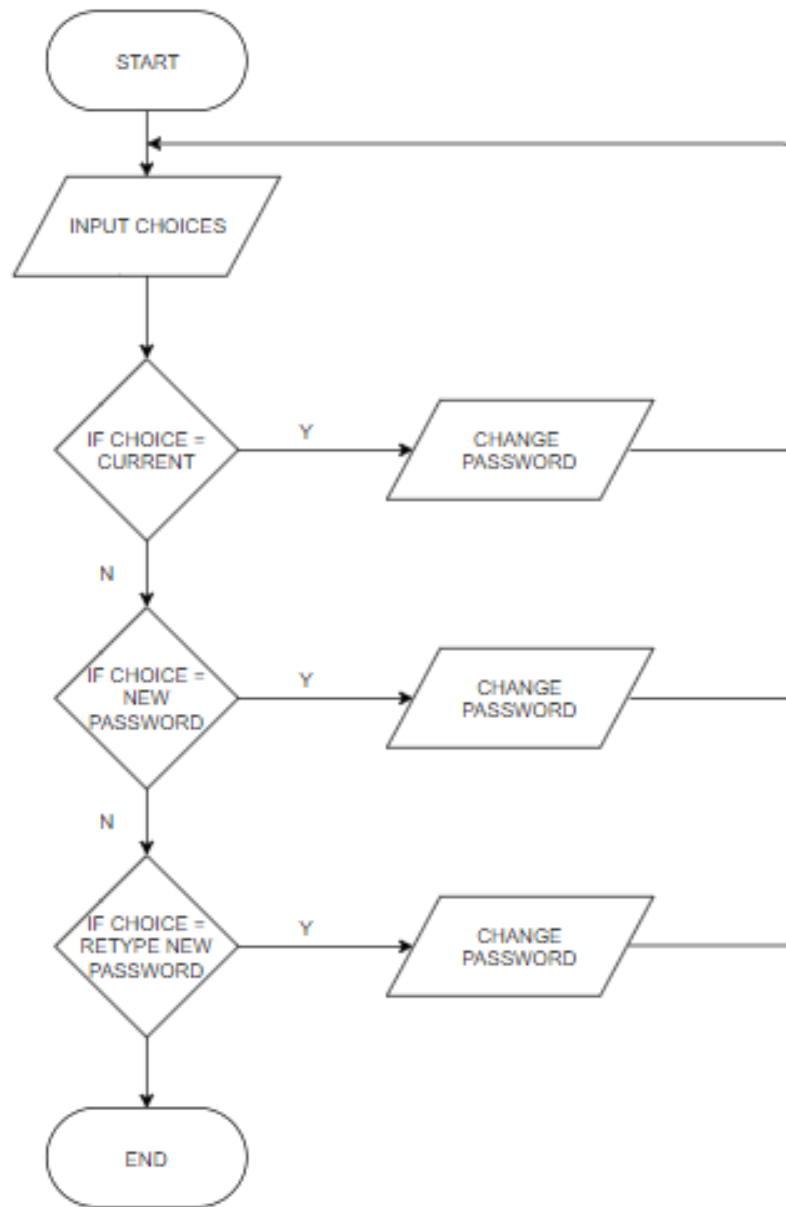 START
INPUT CHOICES
IF CHOICE =
CURRENT
Y
CHANGE
PASSWORD
N
IF CHOICE =
NEW
PASSWORD
Y
CHANGE
PASSWORD
N
IF CHOICE =
RETYPE NEW
PASSWORD
Y
CHANGE
PASSWORD
END